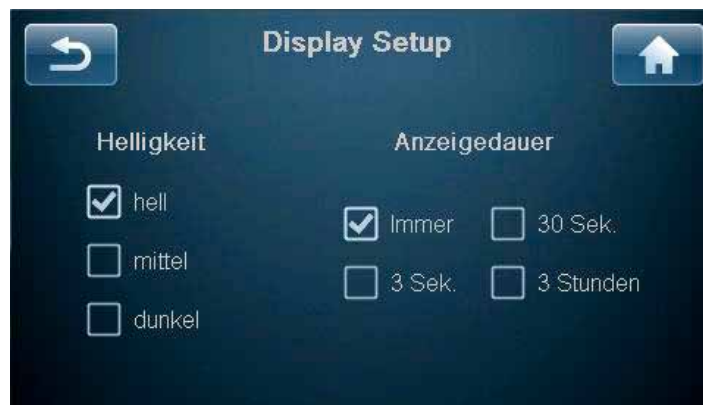 Display Setup
Helligkeit
hell
mittel
dunkel
Anzeigedauer
Immer
30 Sek.
3 Sek.
3 Stunden